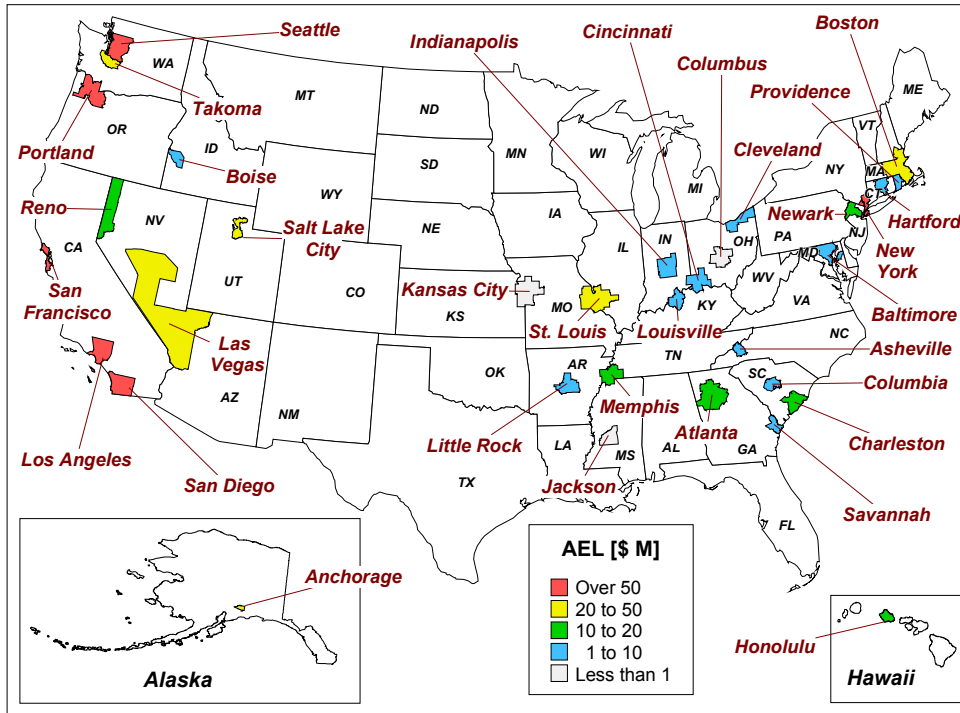 Seattle
Indianapolis
Cincinnati
Boston
Columbus
Providence
WA
MT
ND
ME
VT
Takoma
Cleveland
OR
ID
MN
WI
NY
MA
Portland
Boise
SD
MI
CT
WY
Reno
NV
Salt Lake
City
NE
IA
IL
IN
OH
PA
Newark
NJ
Hartford
CA
UT
CO
Kansas City
MO
WV
MD
New
York
San
Francisco
KS
St. Louis
Louisville
KY
VA
Baltimore
Las
Vegas
TN
NC
Asheville
AZ
NM
OK
AR
SC
Columbia
Memphis
Little Rock
Atlanta
Charleston
Los Angeles
San Diego
TX
LA
MS
AL
GA
Jackson
Savannah
FL
Anchorage
Alaska
AEL [$ M]
Over 50
20 to 50
10 to 20
1 to 10
Less than 1
Honolulu
Hawaii